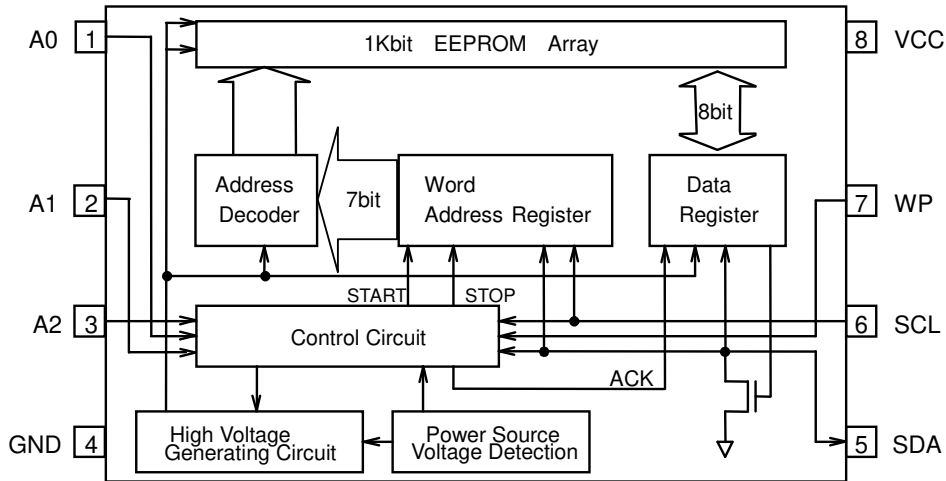 A0 1
1Kbit EEPROM Array
8 VCC
8bit
A1 2
Address
Decoder
7bit
Word
Address Register
Data
Register
7 WP
START
STOP
A2 3
Control Circuit
6 SCL
ACK
GND 4
High Voltage
Generating Circuit
Power Source
Voltage Detection
5 SDA